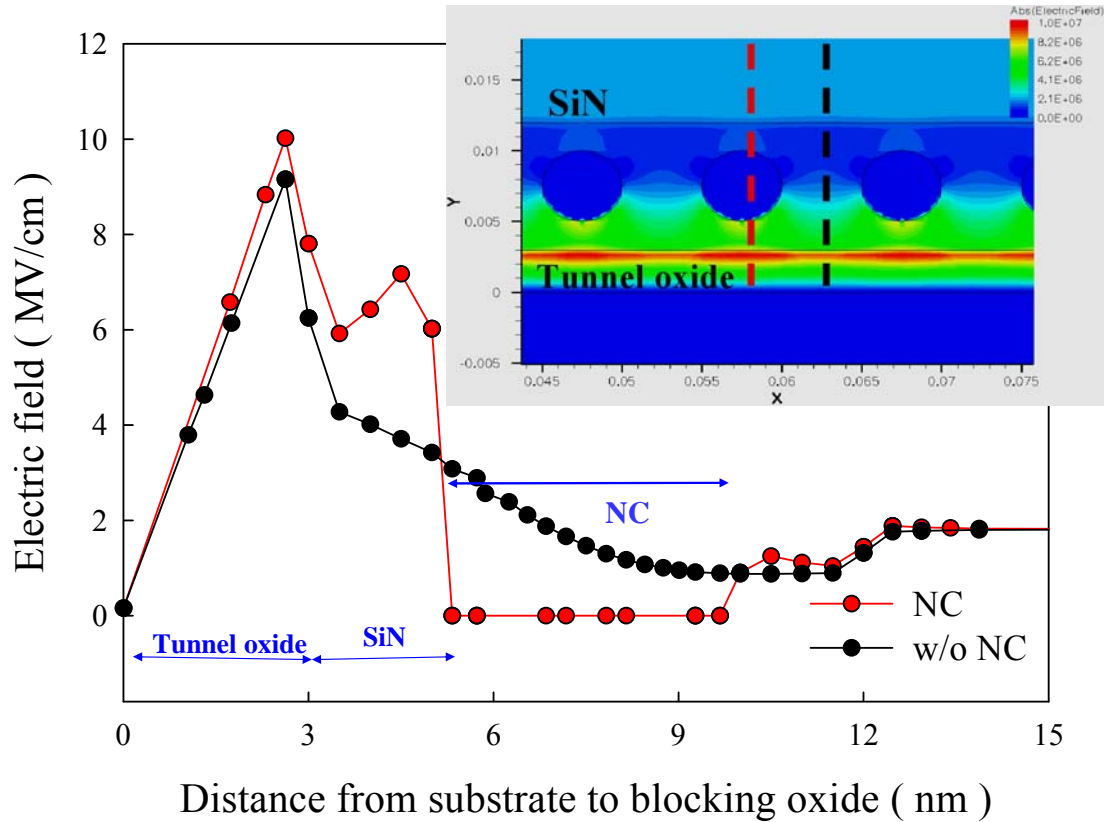 Electric field ( MV/cm )
12
10
8
6
4
2
0
0
3
6
9
12
15
Distance from substrate to blocking oxide ( nm )
Tunnel oxide
SiN
NC
NC
w/o NC
Abs(ElectricField)
1.0E+07
8.2E+06
6.2E+06
4.1E+06
2.1E+06
0.0E+00
SiN
Tunnel oxide
Y
0.015
0.01
0.005
0
-0.005
0.045
0.05
0.055
0.06
0.065
0.07
0.075
X